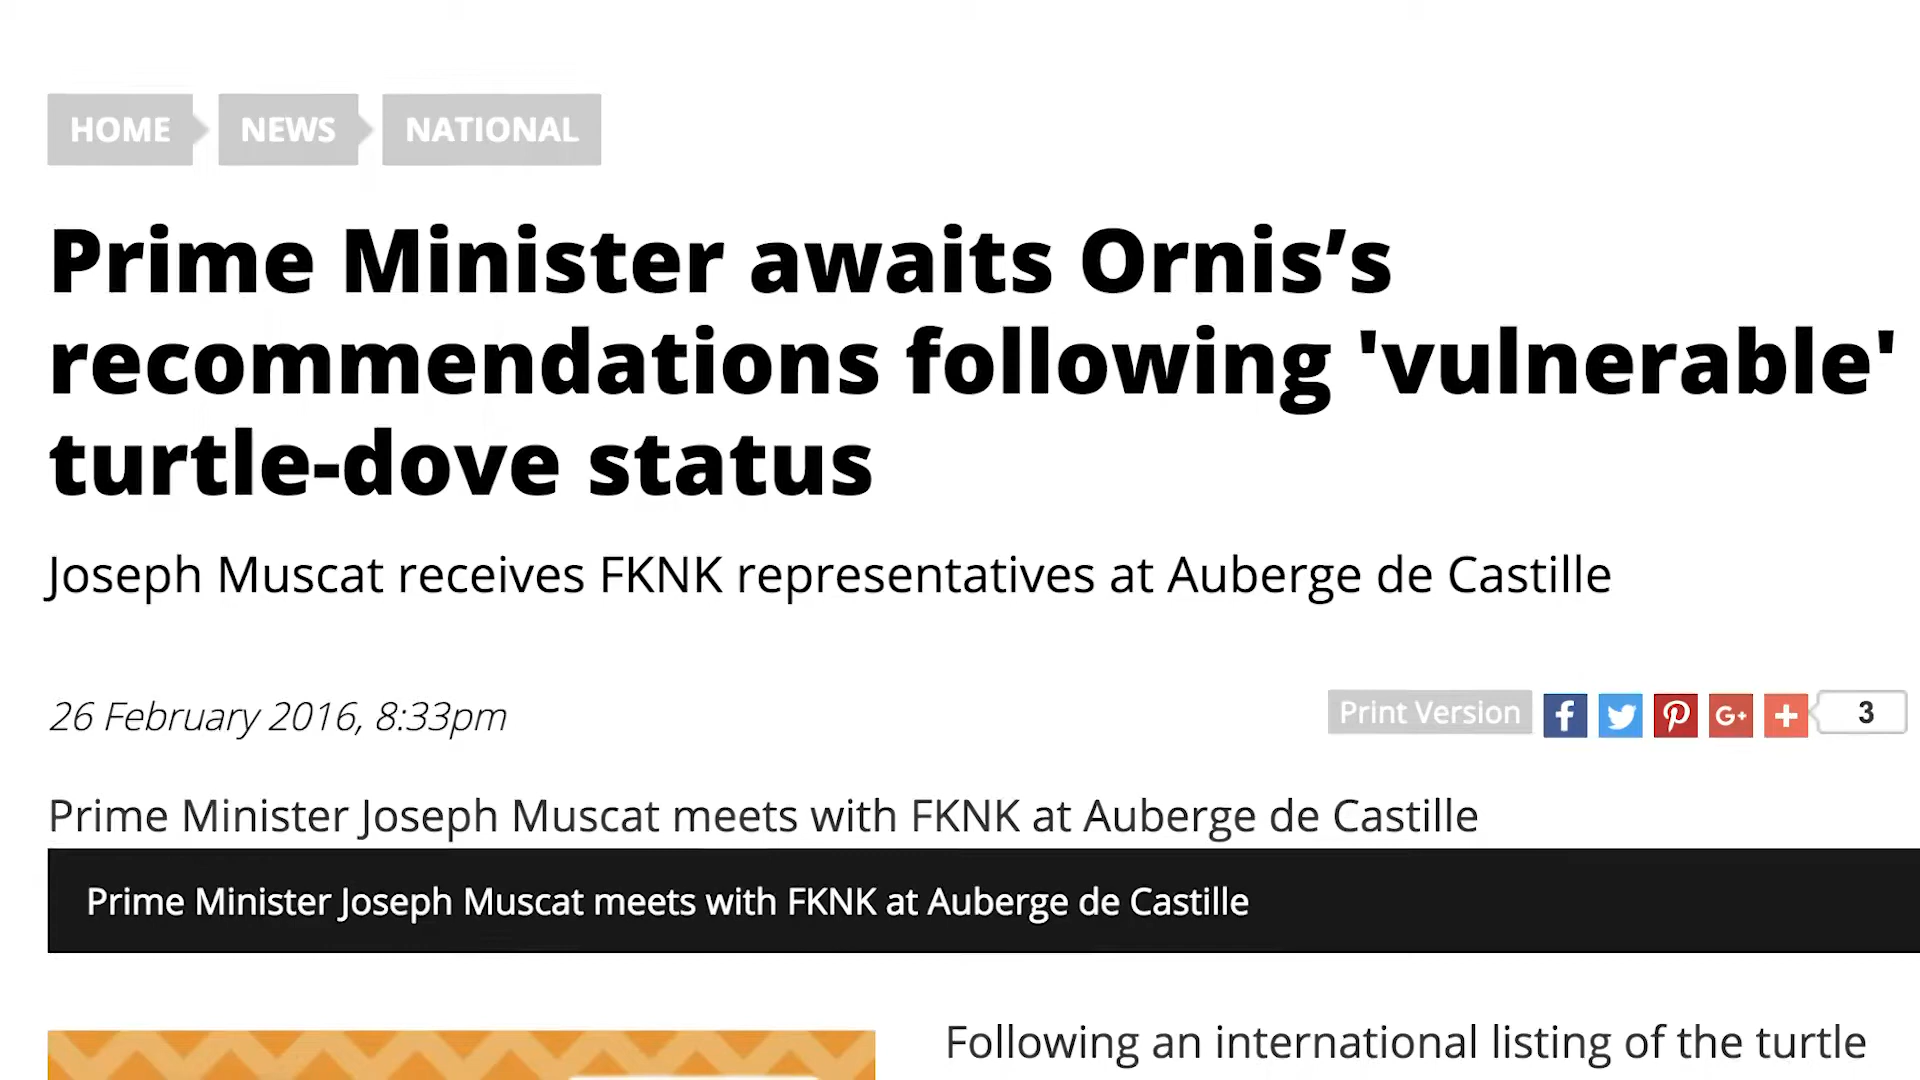 HOME NEWS NATIONAL
Prime Minister awaits Ornis’s
recommendations following 'vulnerable'
turtle-dove status
Joseph Muscat receives FKNK representatives at Auberge de Castille
26 February 2016, 8:33pm
Print Version f G+ + 3
Prime Minister Joseph Muscat meets with FKNK at Auberge de Castille
Prime Minister Joseph Muscat meets with FKNK at Auberge de Castille
Following an international listing of the turtle